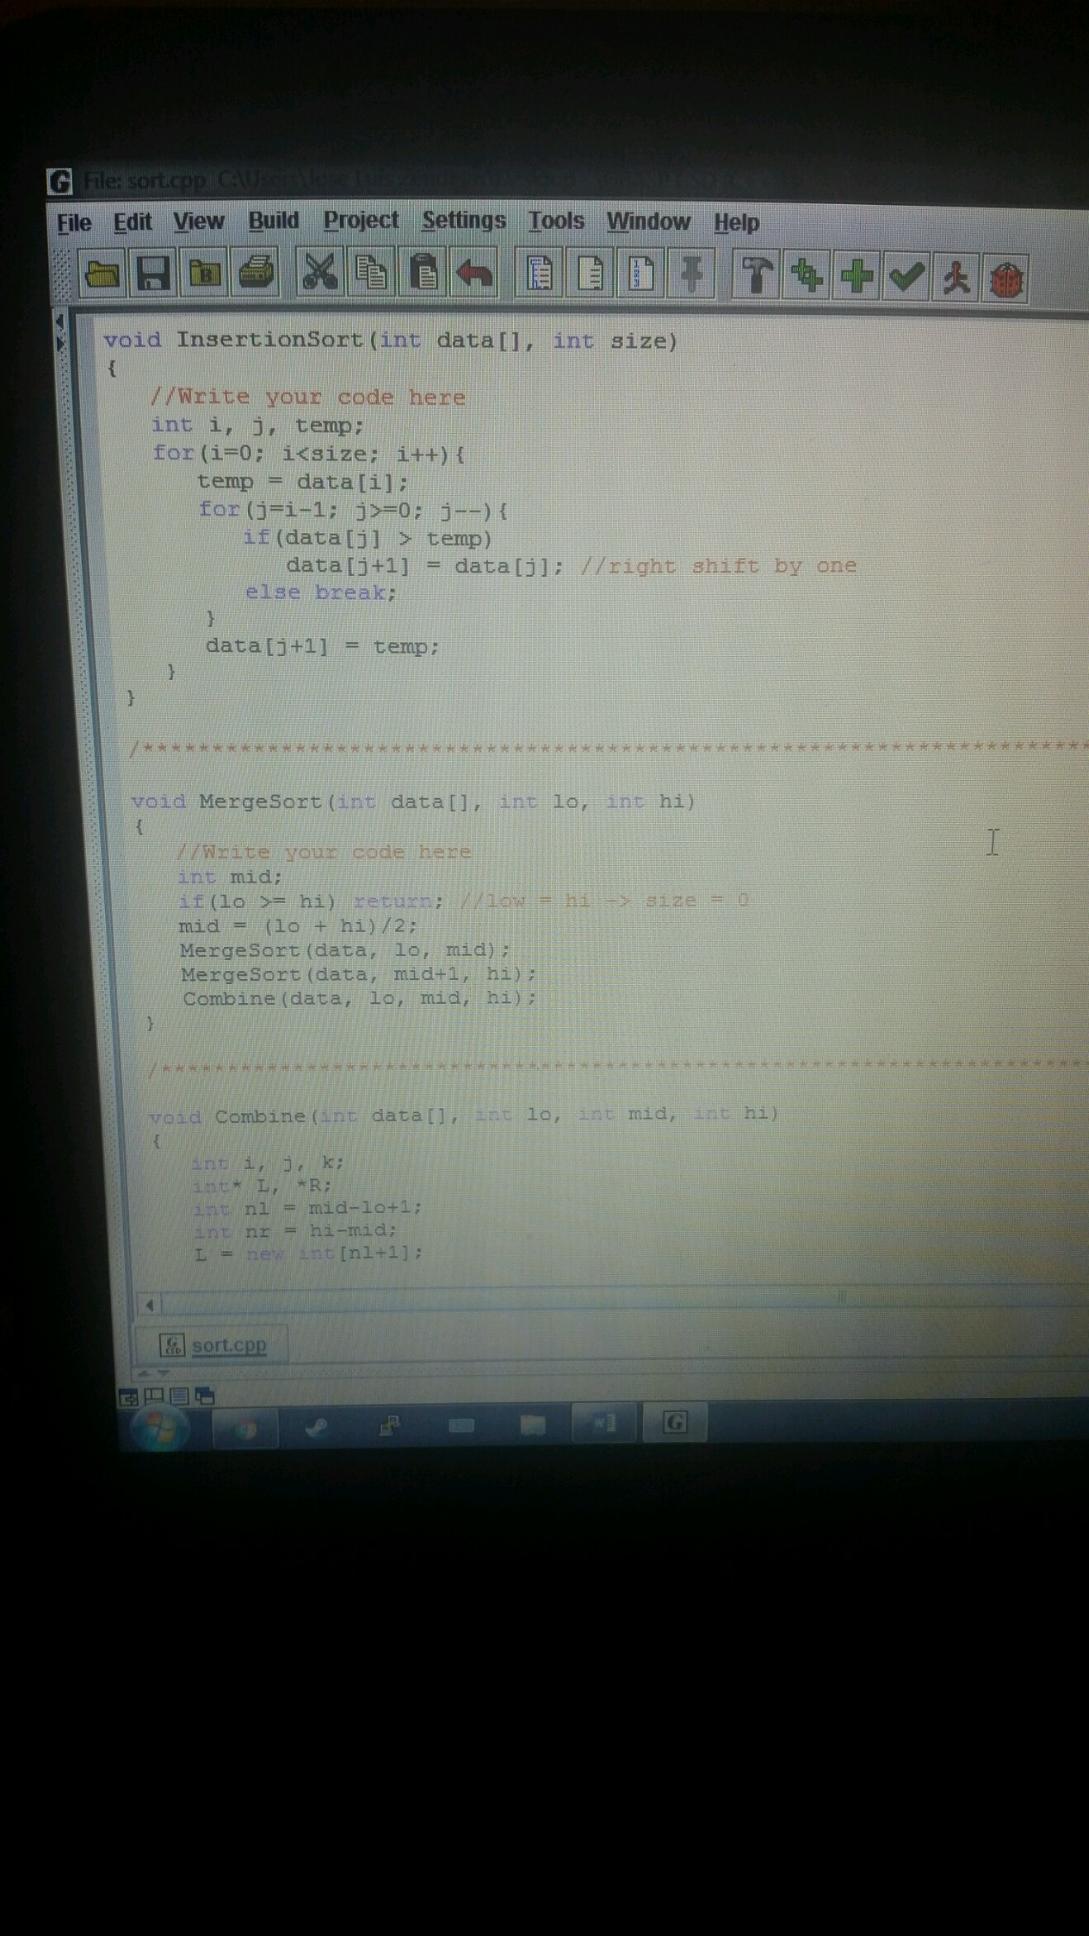 G File: sort.cpp
File Edit View Build Project Settings Tools Window Help
void InsertionSort(int data[], int size)
{
//Write your code here
int i, j, temp;
for(i=0; i<size; i++){
temp = data[i];
for(j=i-1; j>=0; j--){
if(data[j] > temp)
data[j+1] = data[j]; //right shift by one
else break;
}
data[j+1] = temp;
}
}
void MergeSort(int data[], int lo, int hi)
{
//Write your code here
int mid;
if(lo >= hi) return; //low = hi -> size = 0
mid = (lo + hi)/2;
MergeSort(data, lo, mid);
MergeSort(data, mid+1, hi);
Combine(data, lo, mid, hi);
}
void Combine(int data[], int lo, int mid, int hi)
{
int i, j, k;
int* L, *R;
int nl = mid-lo+1;
int nr = hi-mid;
L = new int[nl+1];
sort.cpp
G